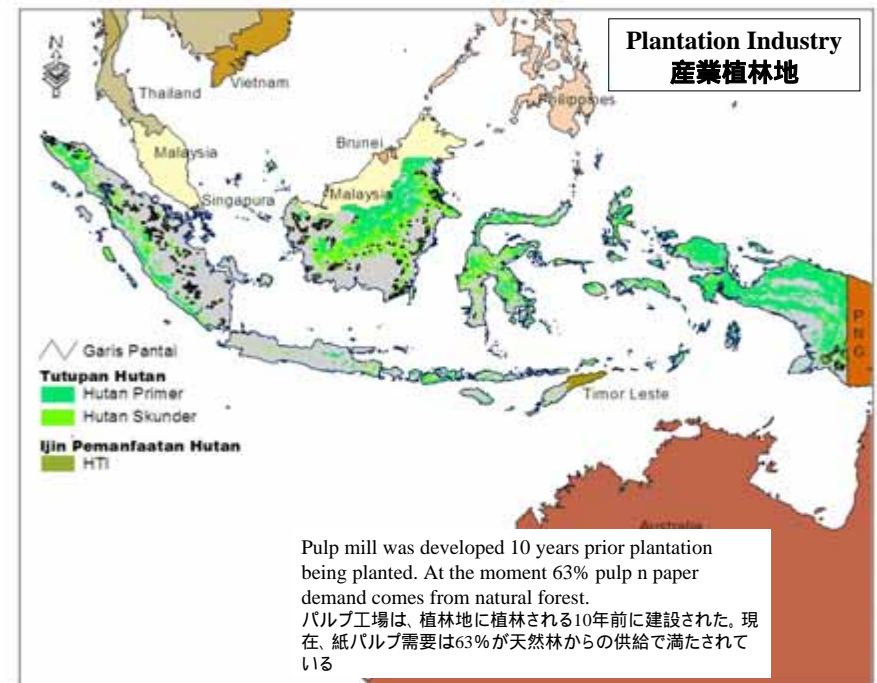 Plantation Industry
産業植林地
N
Thailand
Vietnam
Philippines
Malaysia
Brunei
Malaysia
Singapura
PNG
Garis Pantai
Tutupan Hutan
Hutan Primer
Hutan Skunder
Timor Leste
Ijin Pemanfaatan Hutan
HTI
Australia
Pulp mill was developed 10 years prior plantation
being planted. At the moment 63% pulp n paper
demand comes from natural forest.
パルプ工場は、植林地に植林される10年前に建設された。現
在、紙パルプ需要は63%が天然林からの供給で満たされて
いる